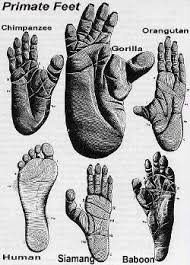 Primate Feet
Chimpanzee
Orangutan
Gorilla
Human
Siamang
Baboon